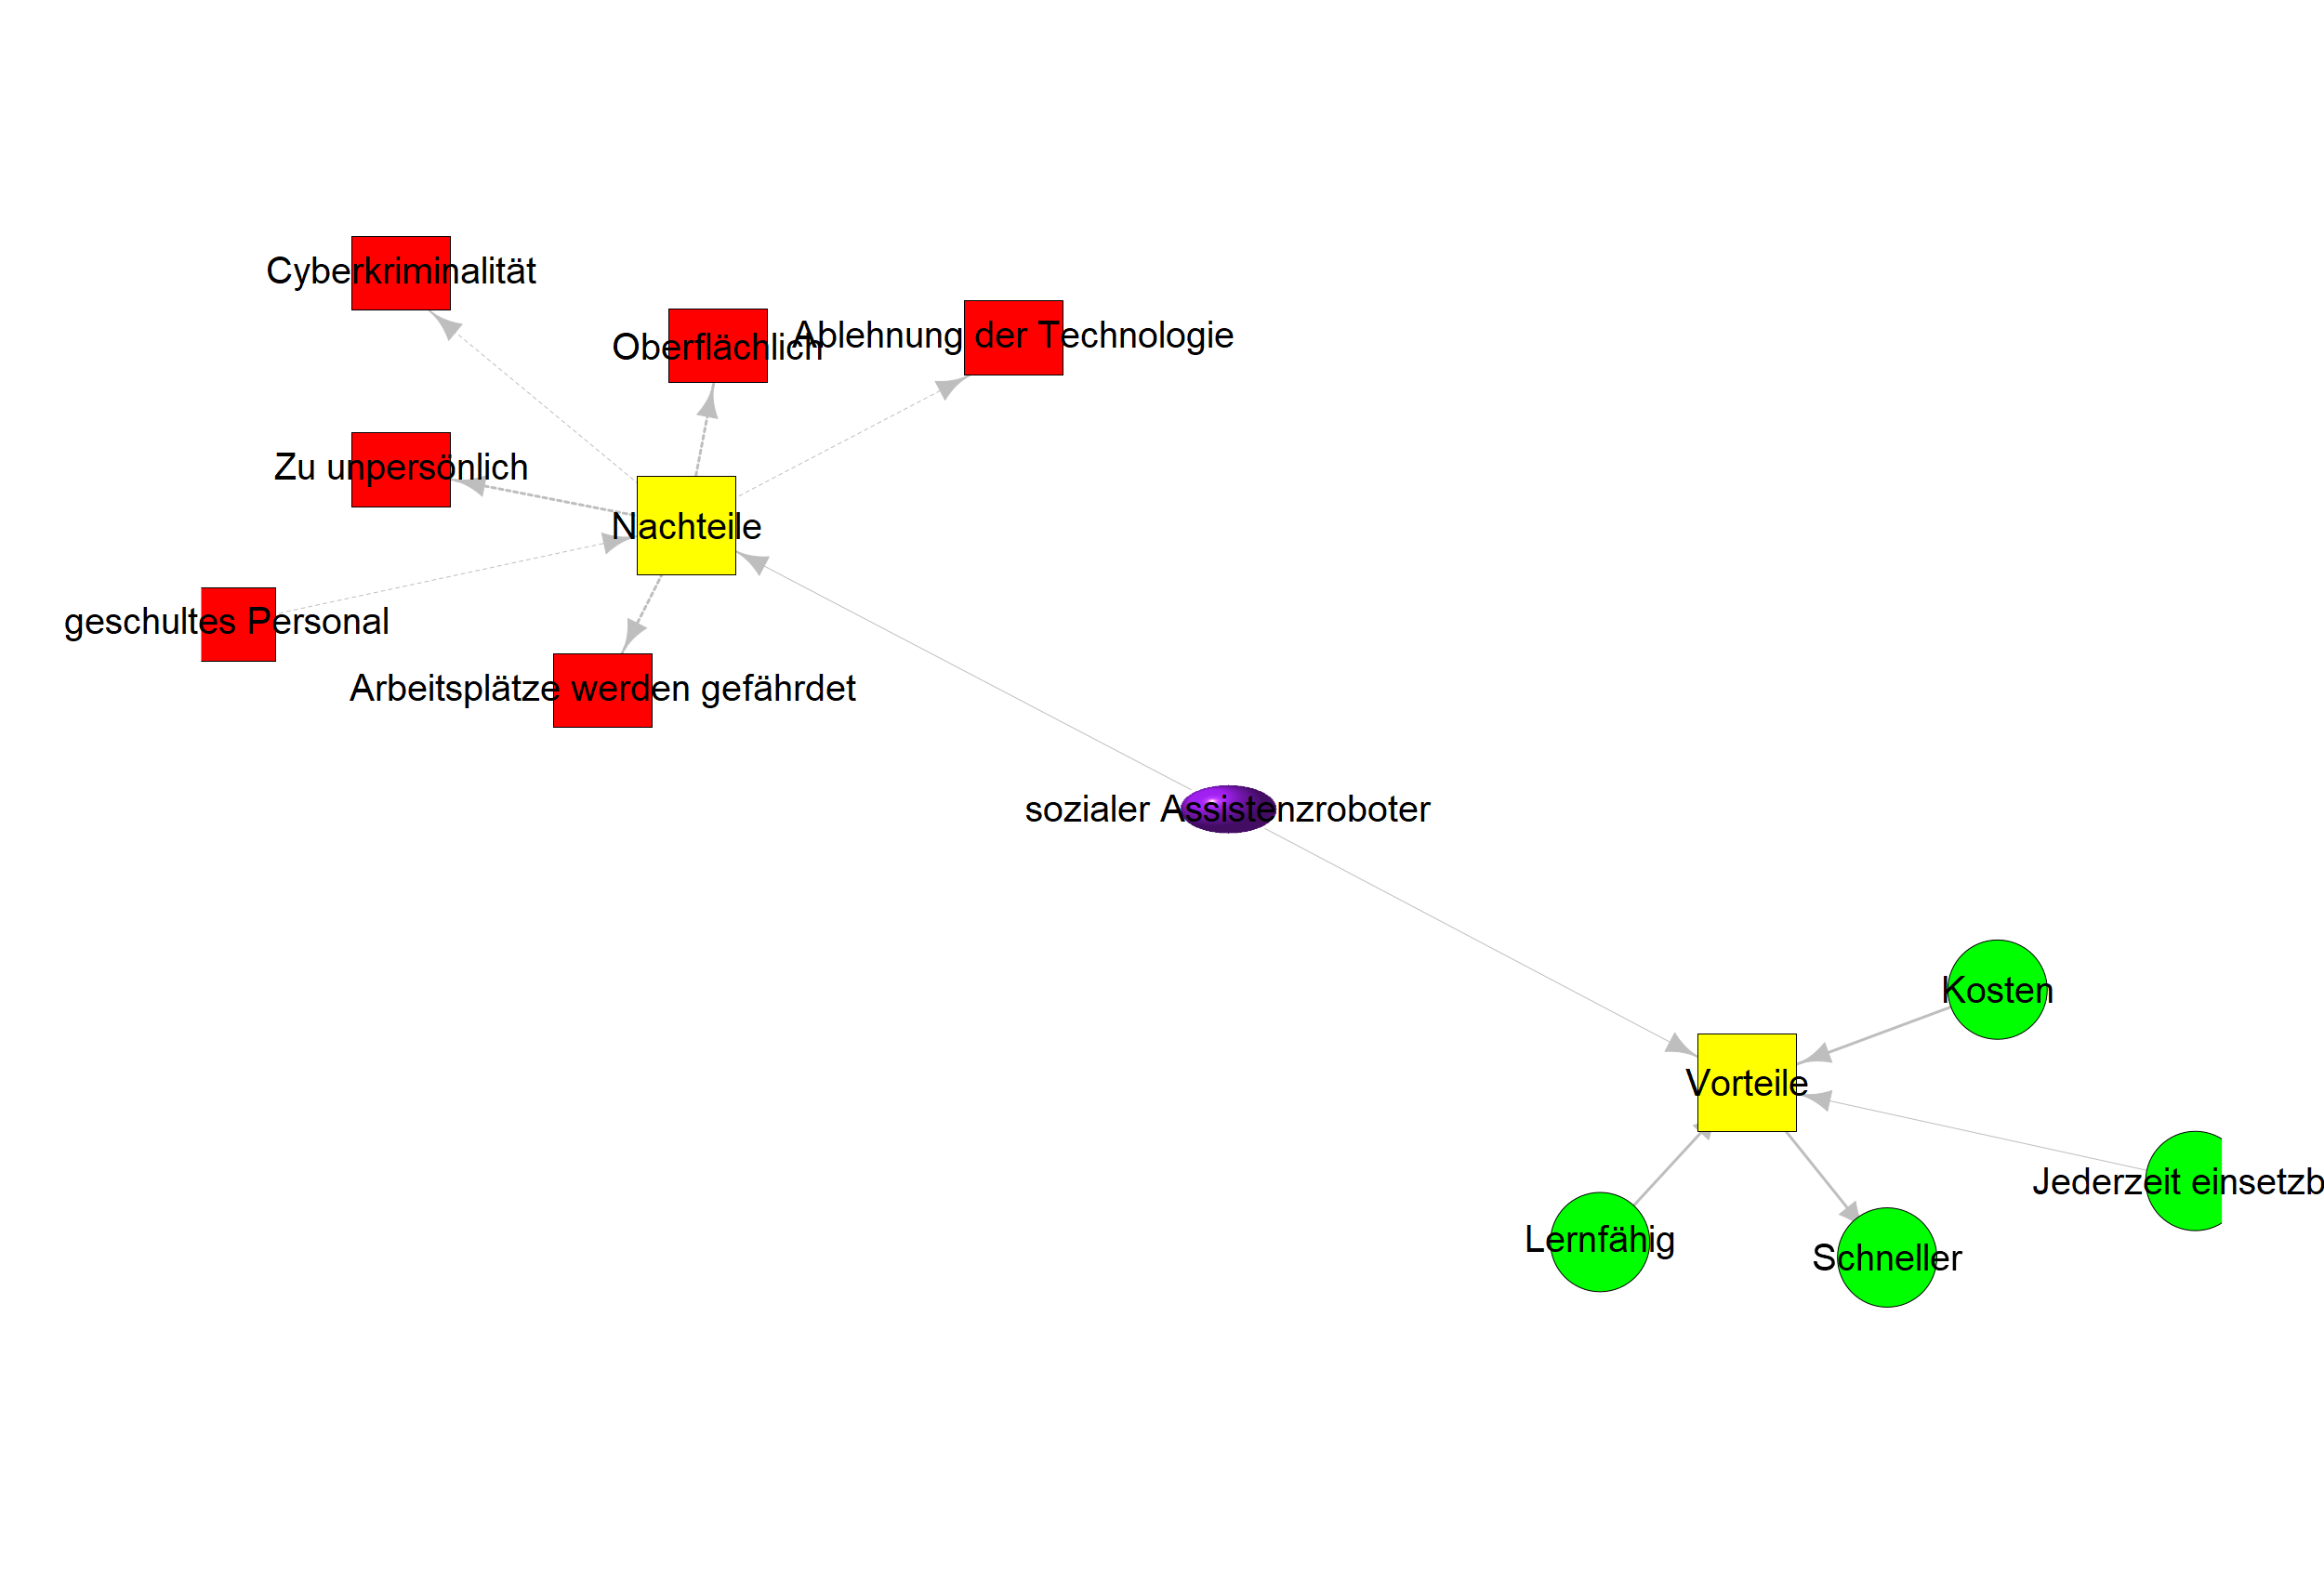 Cyberkriminalität
Oberflächlich
Ablehnung der Technologie
Zu unpersönlich
Nachteile
geschultes Personal
Arbeitsplätze werden gefährdet
sozialer Assistenzroboter
Kosten
Vorteile
Jederzeit einsetzb
Lernfähig
Schneller